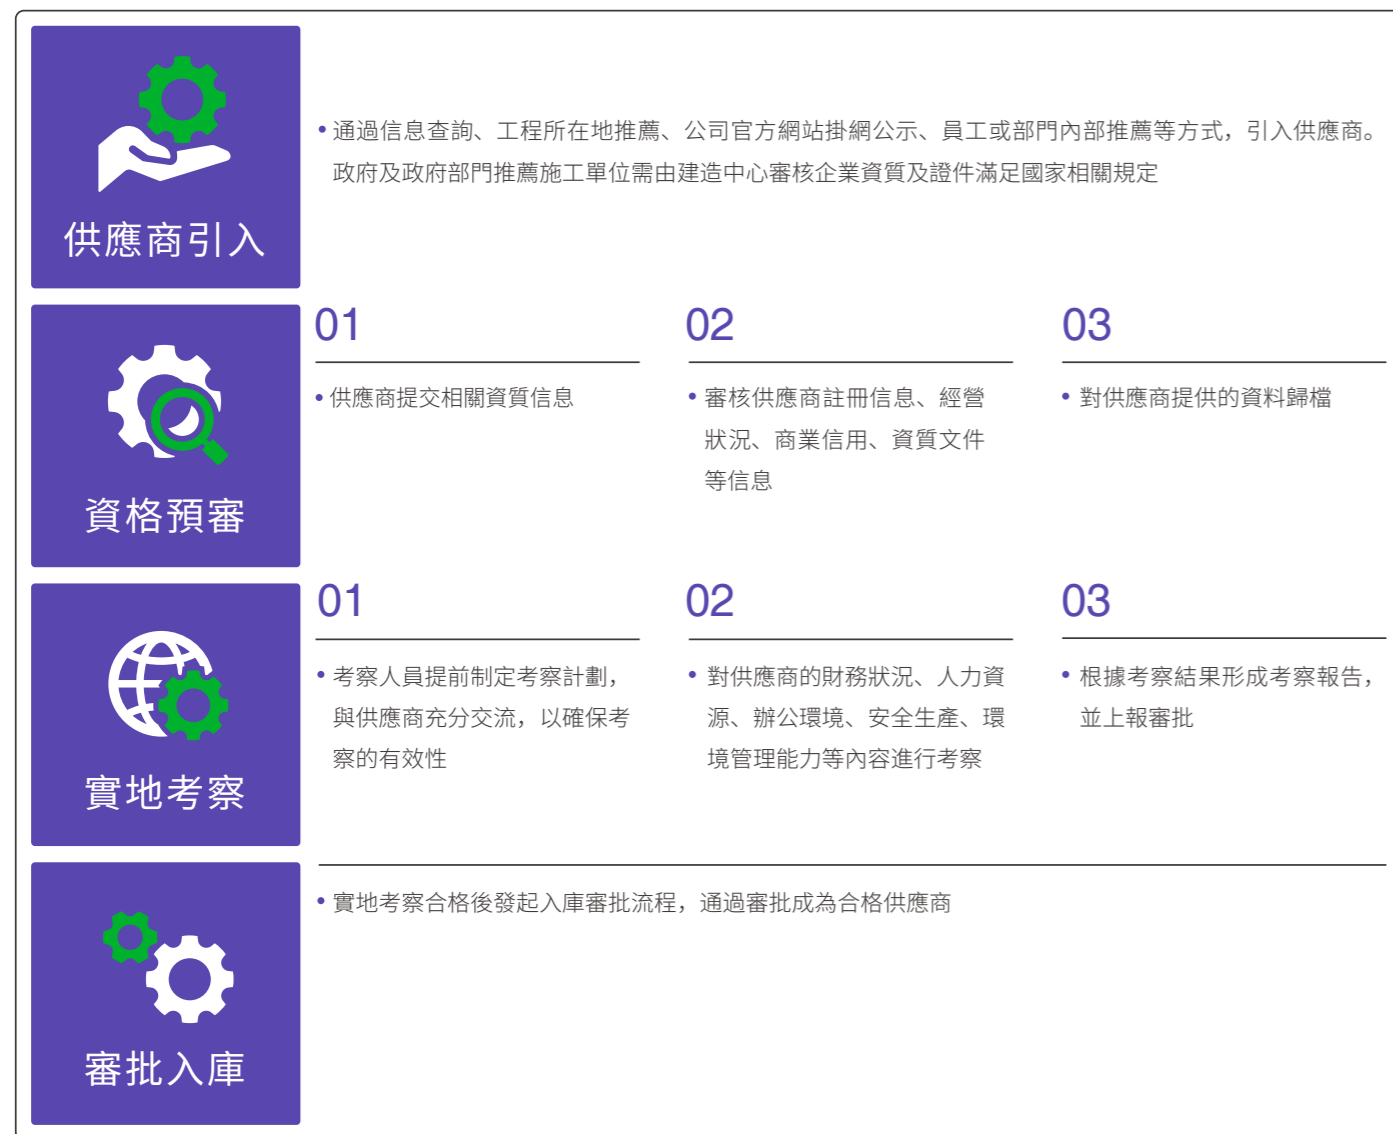 供應商引入
•通過信息查詢、工程所在地推薦、公司官方網站掛網公示、員工或部門內部推薦等方式，引入供應商。
政府及政府部門推薦施工單位需由建造中心審核企業資質及證件滿足國家相關規定
資格預審
01
•供應商提交相關資質信息
02
•審核供應商註冊信息、經營
狀況、商業信用、資質文件
等信息
03
•對供應商提供的資料歸檔
實地考察
01
•考察人員提前制定考察計劃，
與供應商充分交流，以確保考
察的有效性
02
•對供應商的財務狀況、人力資
源、辦公環境、安全生產、環
境管理能力等內容進行考察
03
•根據考察結果形成考察報告，
並上報審批
審批入庫
•實地考察合格後發起入庫審批流程，通過審批成為合格供應商